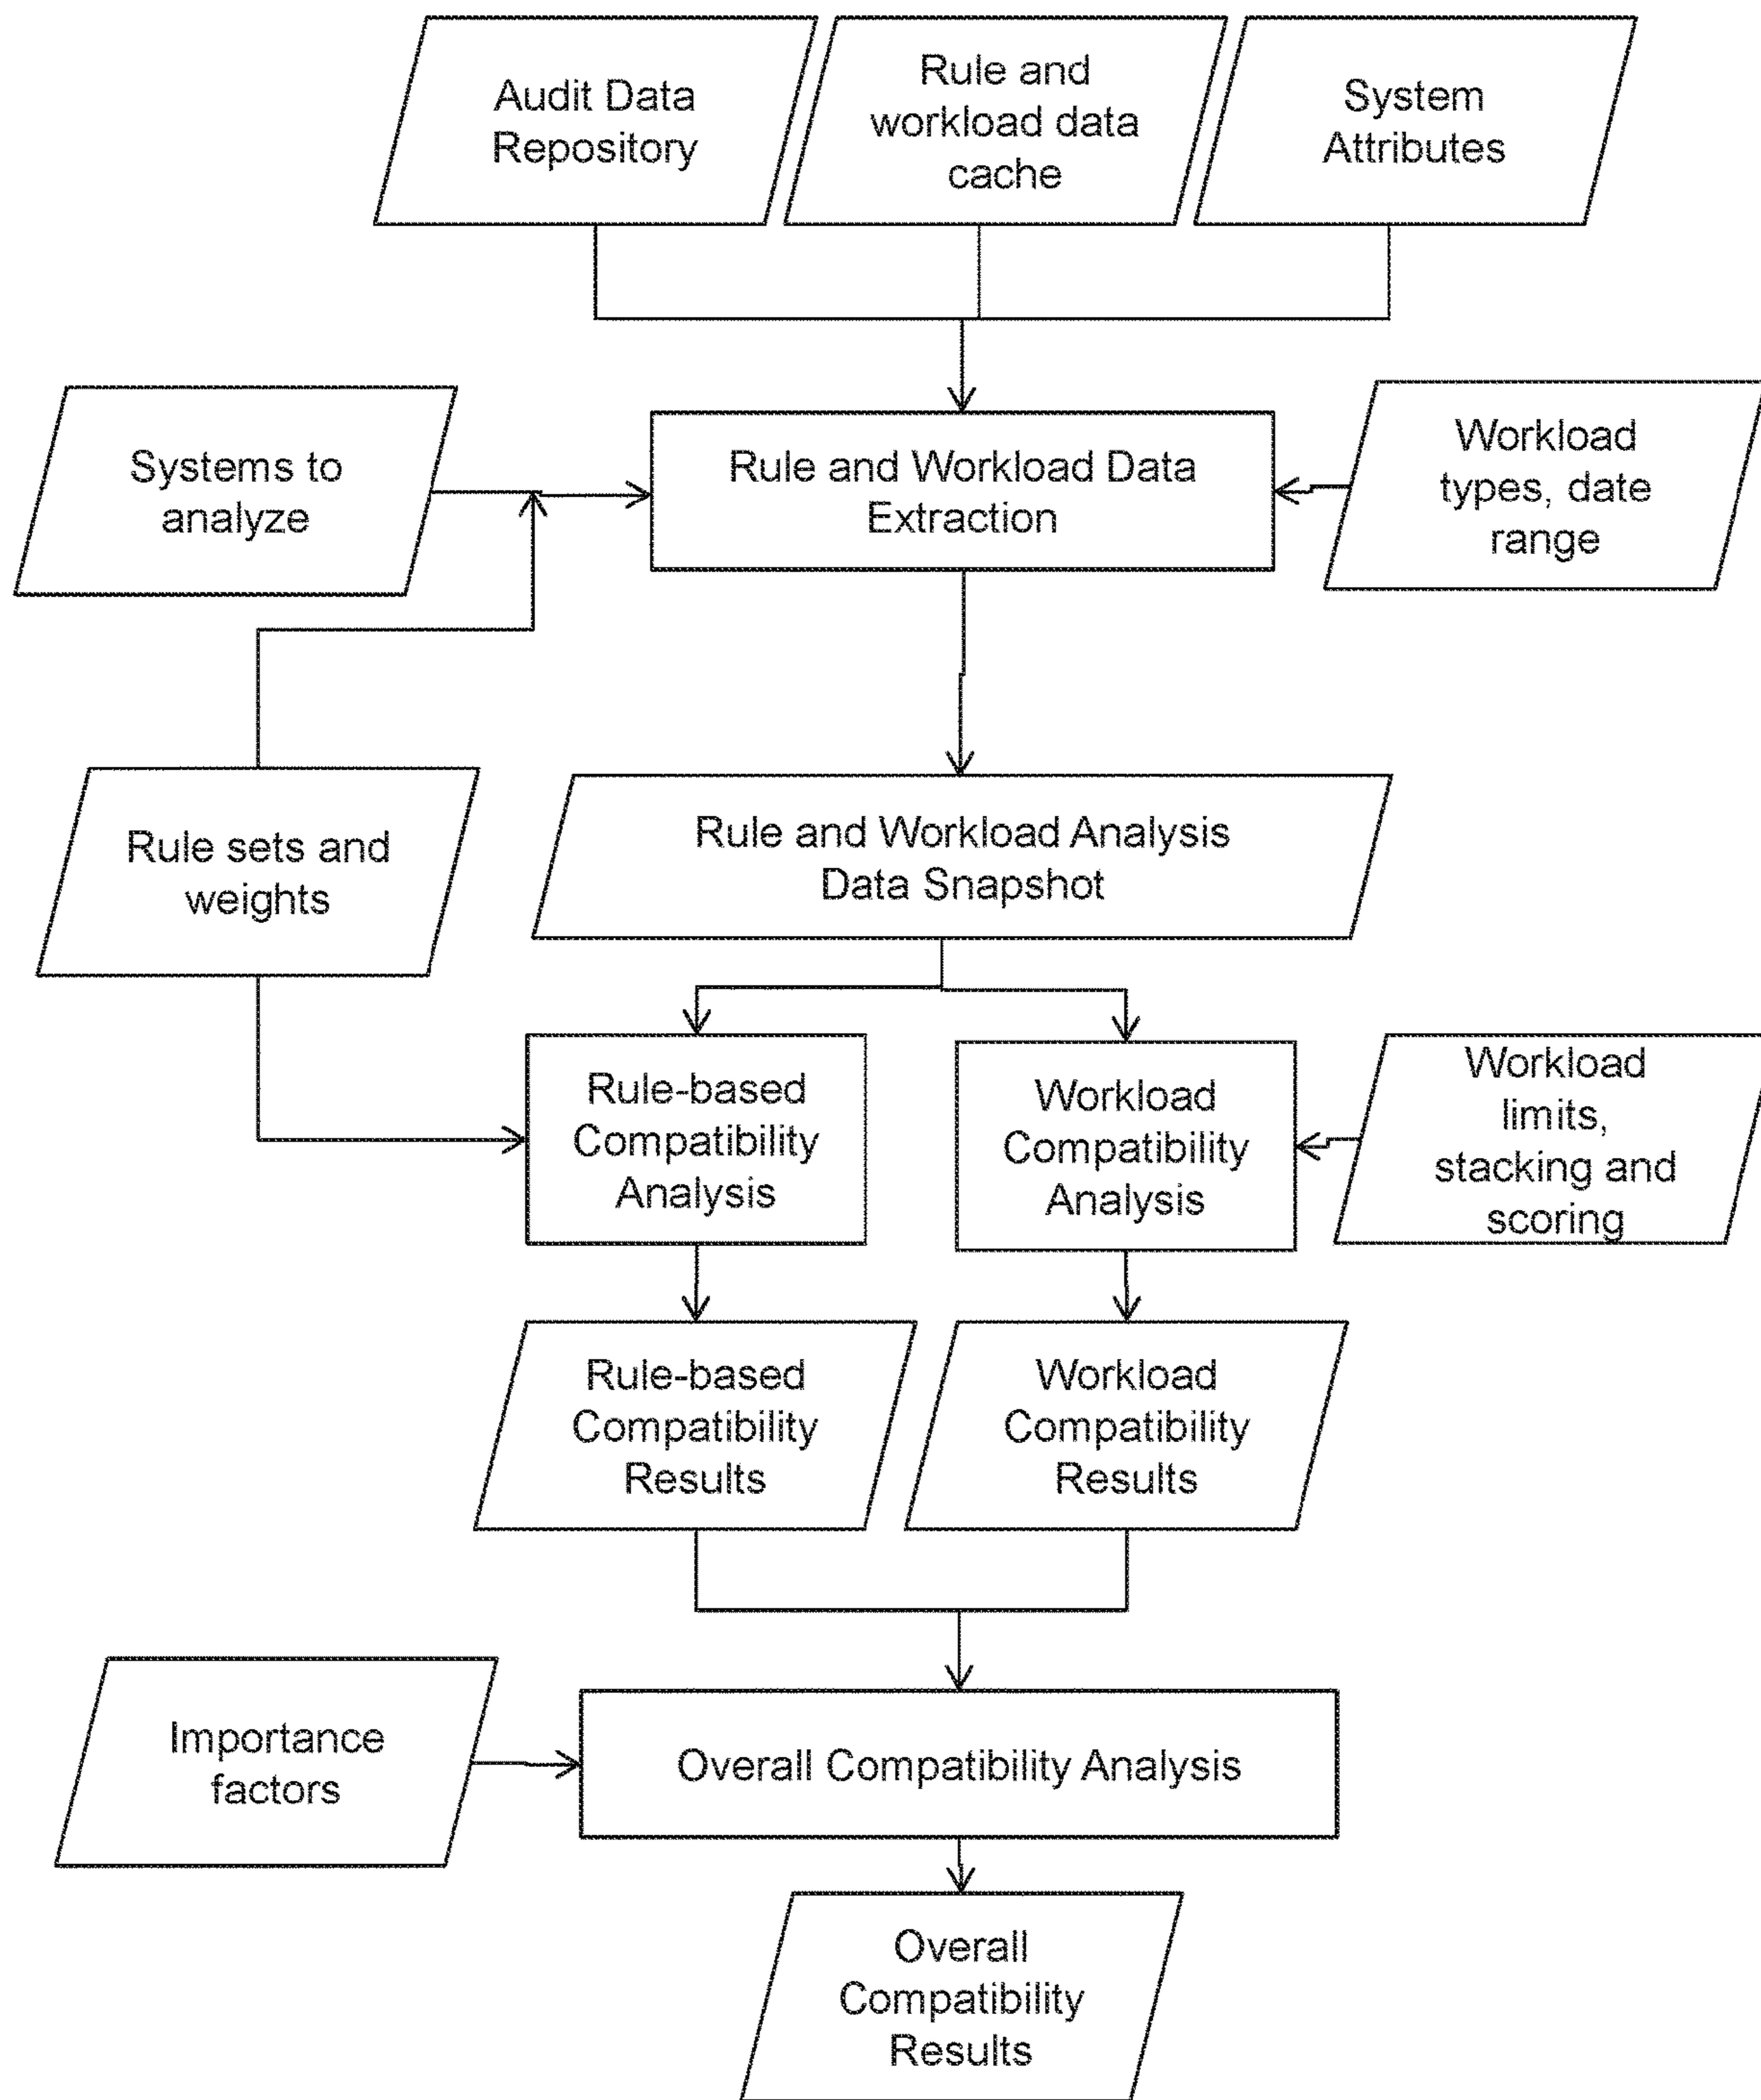 Audit Data
Repository
Rule and
workload data
cache
System
Attributes
Systems to
analyze
Rule and Workload Data
Extraction
Workload
types, date
range
Rule sets and
weights
Rule and Workload Analysis
Data Snapshot
Rule-based
Compatibility
Analysis
Workload
Compatibility
Analysis
Workload
limits,
stacking and
scoring
Rule-based
Compatibility
Results
Workload
Compatibility
Results
Importance
factors
Overall Compatibility Analysis
Overall
Compatibility
Results